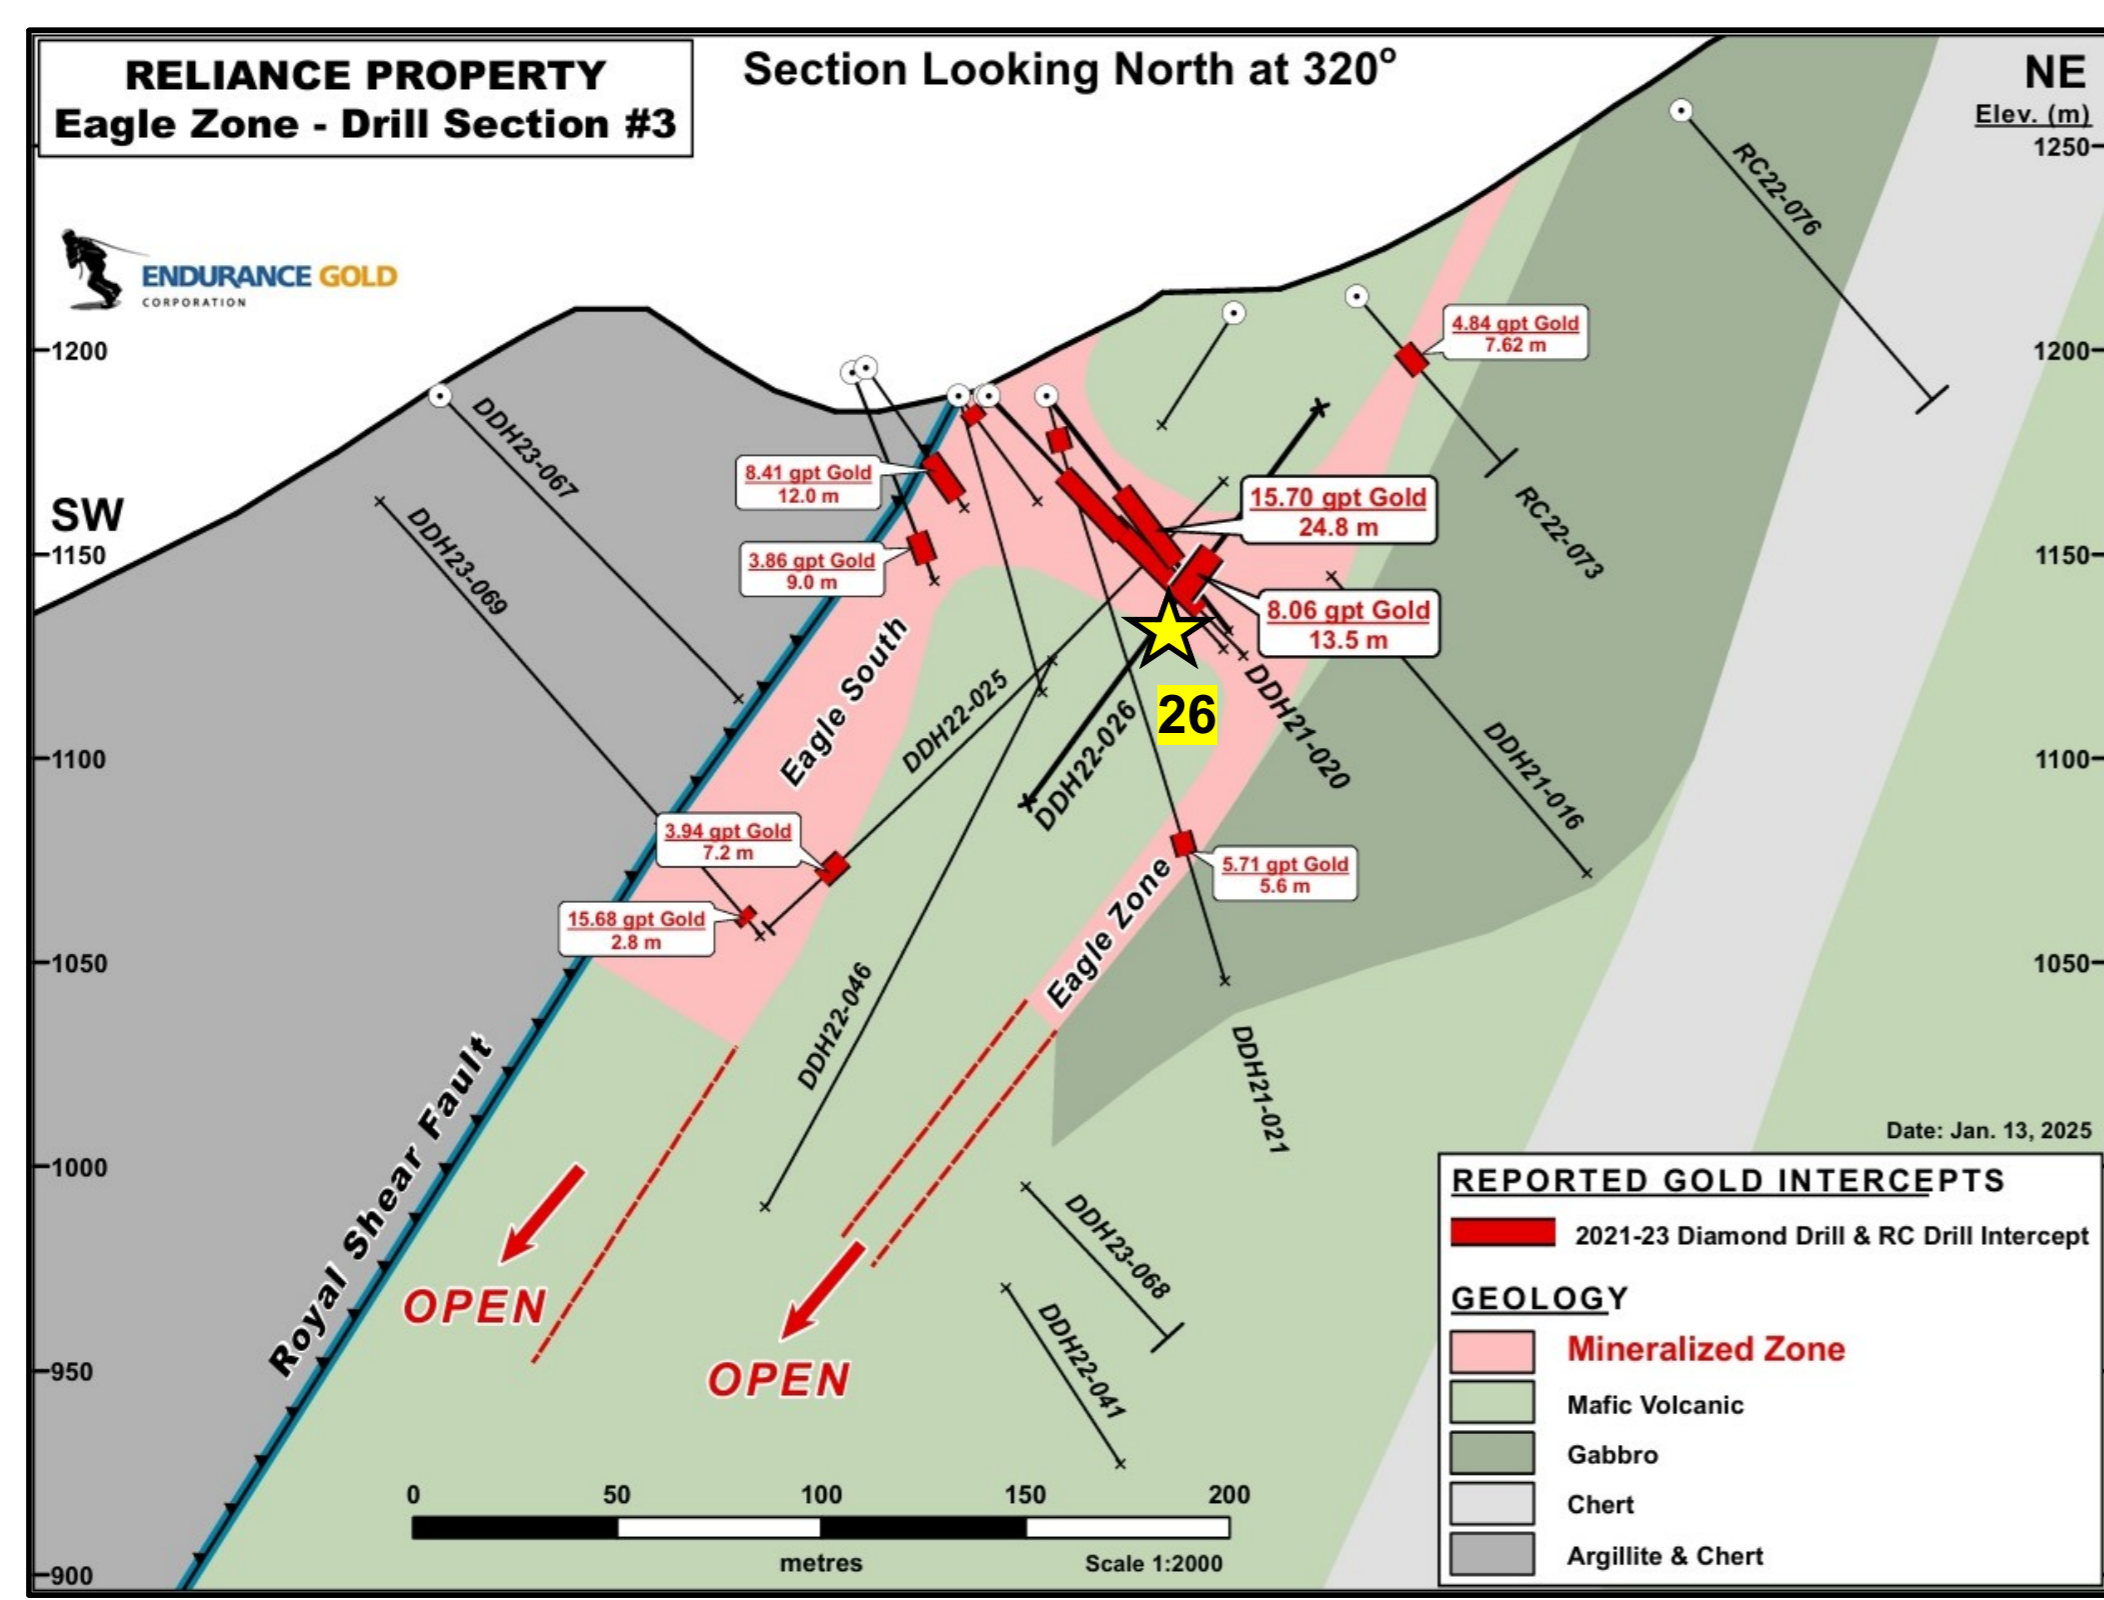 RELIANCE PROPERTY
Eagle Zone - Drill Section #3
Section Looking North at 320°
NE
Elev. (m)
1250
ENDURANCE GOLD
CORPORATION
RC22-076
4.84 gpt Gold
7.62 m
1200
1200
DDH23-067
8.41 gpt Gold
12.0 m
15.70 gpt Gold
24.8 m
SW
DDH23-069
RC22-073
1150
1150
3.86 gpt Gold
9.0 m
8.06 gpt Gold
13.5 m
Eagle South
DDH22-025
26
DDH22-026
DDH21-020
DDH21-016
1100
1100
3.94 gpt Gold
7.2 m
5.71 gpt Gold
5.6 m
15.68 gpt Gold
2.8 m
Eagle Zone
1050
1050
DDH22-046
DDH21-021
Royal Shear Fault
Date: Jan. 13, 2025
1000
DDH23-068
OPEN
OPEN
DDH22-041
950
REPORTED GOLD INTERCEPTS
2021-23 Diamond Drill & RC Drill Intercept
GEOLOGY
Mineralized Zone
Mafic Volcanic
Gabbro
Chert
Argillite & Chert
0 50 100 150 200
metres
Scale 1:2000
900